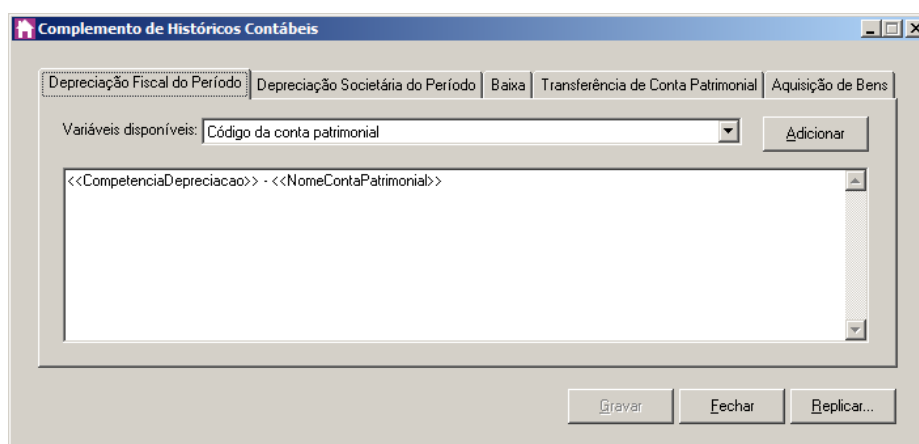 Complemento de Históricos Contábeis
Depreciação Fiscal do Período Depreciação Societária do Período Baixa Transferência de Conta Patrimonial Aquisição de Bens
Variáveis disponíveis: Código da conta patrimonial Adicionar
<<CompetenciaDepreciacao>> - <<NomeContaPatrimonial>>
Gravar Fechar Replicar...